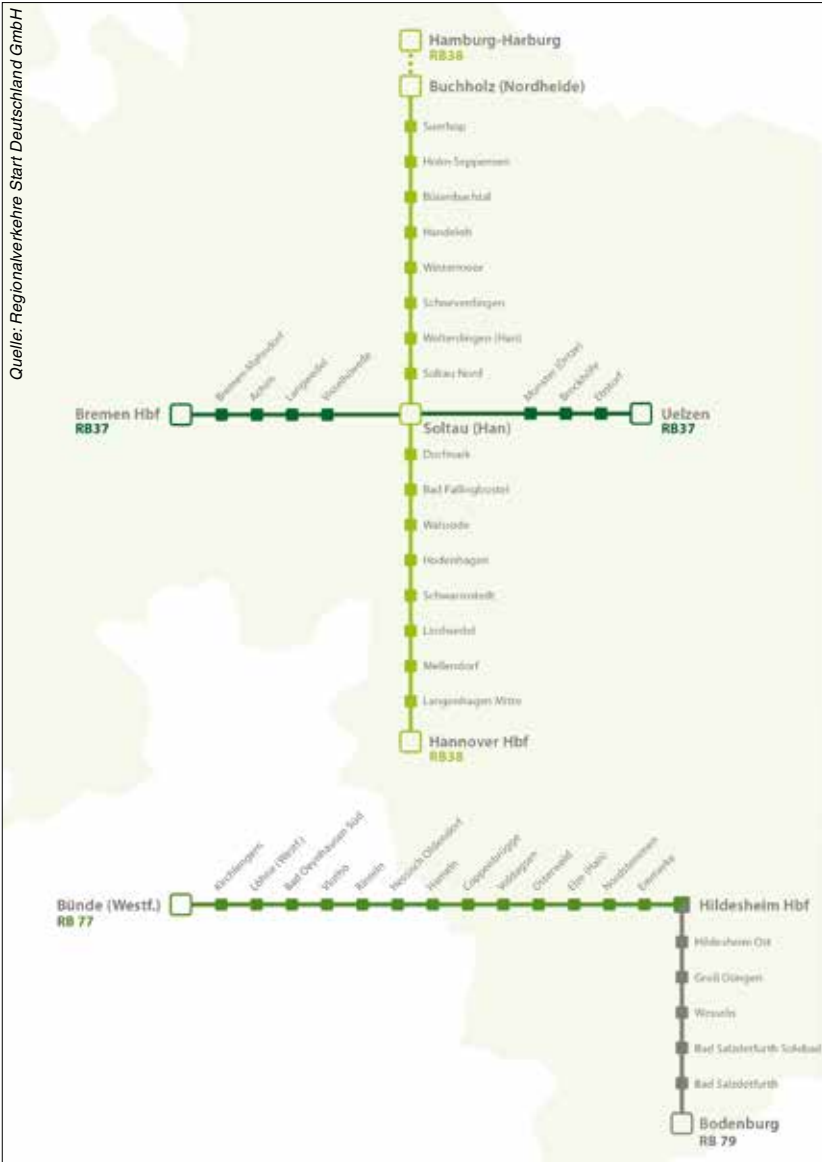 Quelle: Regionalverkehre Start Deutschland GmbH
Hamburg-Harburg
RB38
Buchholz (Nordheide)
Suerhop
Holm-Seppensen
Büsenbachtal
Handeloh
Wintermoor
Schneverdingen
Wolterdingen (Han)
Soltau Nord
Bremen Hbf
RB37
Bremen-Mahndorf
Achim
Langwedel
Visselhövede
Soltau (Han)
Munster (Örtze)
Brockhöfe
Ebstorf
Uelzen
RB37
Dorfmark
Bad Fallingbostel
Walsrode
Hodenhagen
Schwarmstedt
Lindwedel
Mellendorf
Langenhagen Mitte
Hannover Hbf
RB38
Bünde (Westf.)
RB 77
Kirchlengern
Löhne (Westf.)
Bad Oeynhausen Süd
Vlotho
Rinteln
Hessisch Oldendorf
Hameln
Coppenbrügge
Voldagsen
Osterwald
Elze (Han)
Nordstemmen
Emmerke
Hildesheim Hbf
Hildesheim Ost
Groß Düngen
Wesseln
Bad Salzdetfurth Solebad
Bad Salzdetfurth
Bodenburg
RB 79